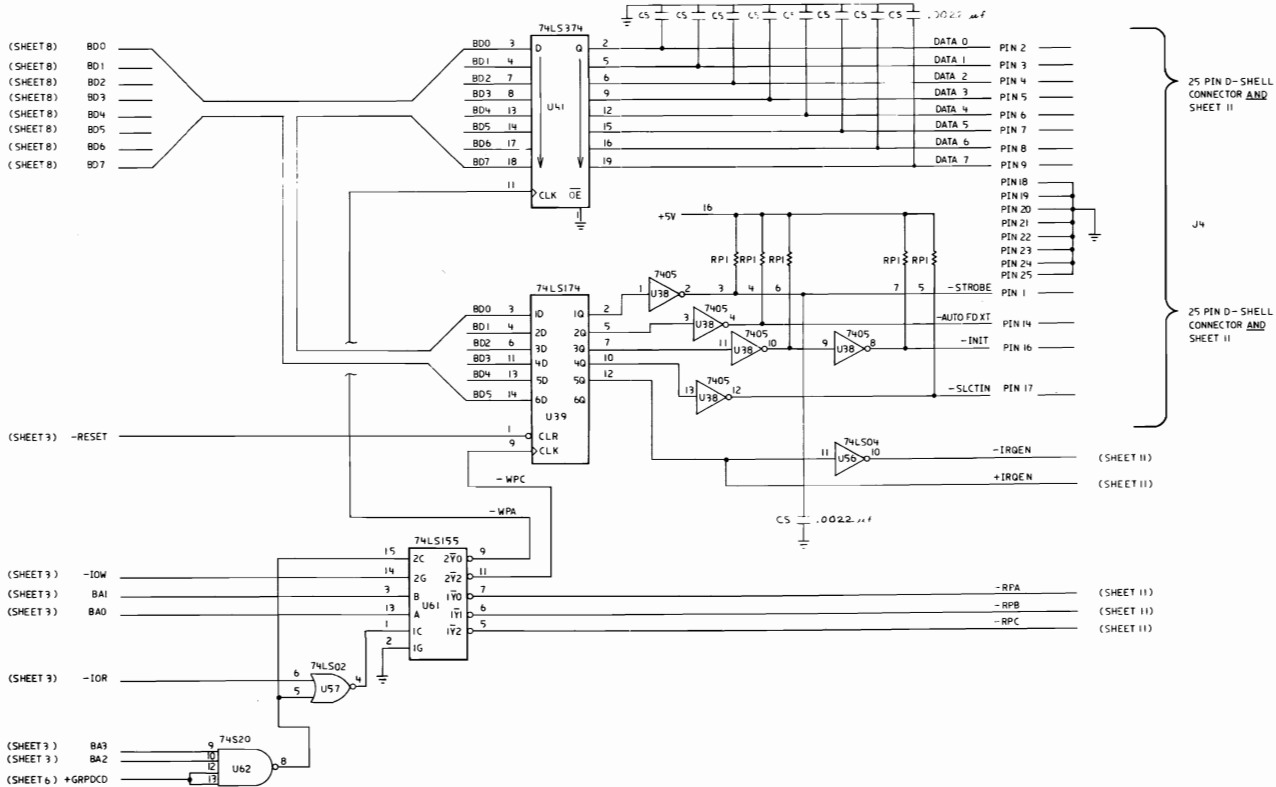 C5 C5 C5 C5 C5 C5 C5 C5 .0022 µf
74LS374
(SHEET 8) BD0 BD0 3 D Q 2 DATA 0 PIN 2
(SHEET 8) BD1 BD1 4 5 DATA 1 PIN 3
(SHEET 8) BD2 BD2 7 6 DATA 2 PIN 4
(SHEET 8) BD3 BD3 8 9 DATA 3 PIN 5
(SHEET 8) BD4 BD4 13 U41 12 DATA 4 PIN 6
(SHEET 8) BD5 BD5 14 15 DATA 5 PIN 7
(SHEET 8) BD6 BD6 17 16 DATA 6 PIN 8
(SHEET 8) BD7 BD7 18 19 DATA 7 PIN 9
25 PIN D-SHELL
CONNECTOR AND
SHEET 11
11 CLK OE
1
PIN 18
PIN 19
PIN 20
PIN 21
PIN 22
PIN 23
PIN 24
PIN 25
J4
+5V 16
RP1 RP1 RP1 RP1 RP1
74LS174
7405
1 U38 2 3 4 6 7 5 -STROBE PIN 1
BD0 3 1D 1Q 2
BD1 4 2D 2Q 5
BD2 6 3D 3Q 7
BD3 11 4D 4Q 10
BD4 13 5D 5Q 12
BD5 14 6D 6Q
U39
7405
3 U38 4 -AUTO FD XT PIN 14
7405
11 U38 10
7405
9 U38 8 -INIT PIN 16
7405
13 U38 12 -SLCTIN PIN 17
25 PIN D-SHELL
CONNECTOR AND
SHEET 11
(SHEET 3) -RESET 1 CLR
9 CLK
74LS04
11 U56 10 -IRQEN (SHEET 11)
+IRQEN (SHEET 11)
-WPC
-WPA
C5 .0022 µf
74LS155
15 2C 2Y0 9
(SHEET 3) -IOW 14 2G 2Y2 11
(SHEET 3) BA1 3 B 1Y0 7 -RPA (SHEET 11)
U61
(SHEET 3) BA0 13 A 1Y1 6 -RPB (SHEET 11)
1 1C 1Y2 5 -RPC (SHEET 11)
2 1G
74LS02
(SHEET 3) -IOR 6 U57 4
5
74S20
(SHEET 3) BA3 9
(SHEET 3) BA2 10 U62 8
12
(SHEET 6) +GRPDCD 13